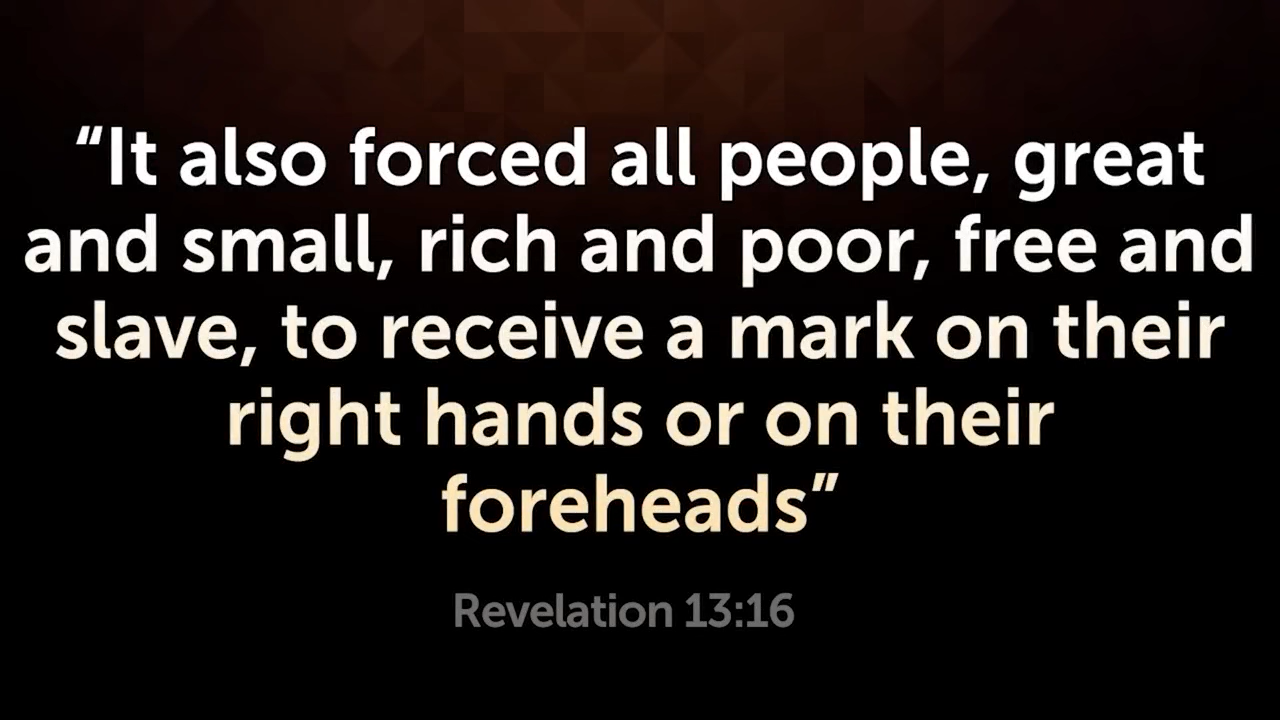 “It also forced all people, great
and small, rich and poor, free and
slave, to receive a mark on their
right hands or on their
foreheads”
Revelation 13:16